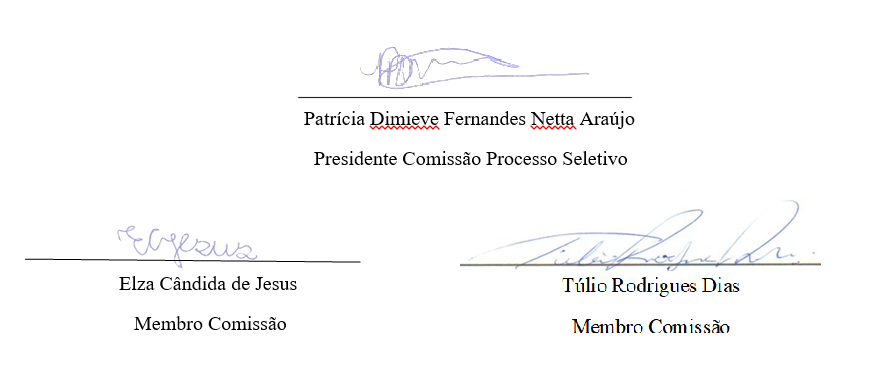 Patrícia Dimieve Fernandes Netta Araújo
Presidente Comissão Processo Seletivo
ECJesus
Elza Cândida de Jesus
Membro Comissão
Túlio Rodrigues Dias
Membro Comissão